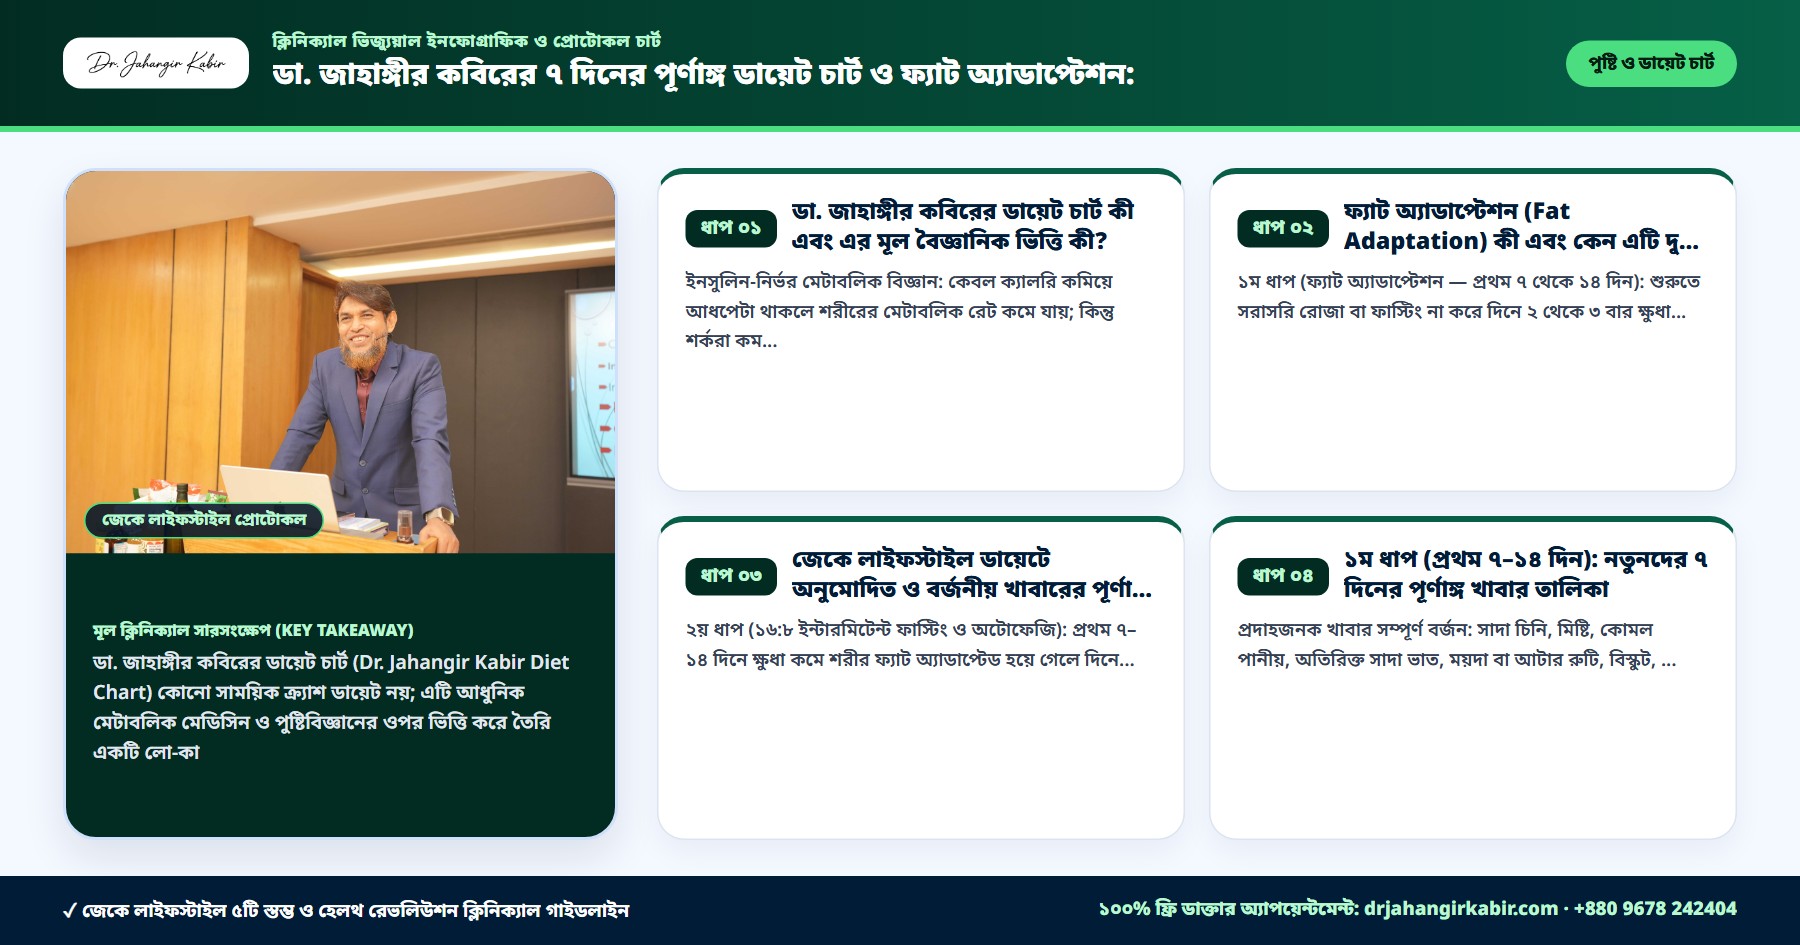 Dr. Jahangir Kabir
ক্লিনিক্যাল ভিজ্যুয়াল ইনফোগ্রাফিক ও প্রোটোকল চার্ট
ডা. জাহাঙ্গীর কবিরের ৭ দিনের পূর্ণাঙ্গ ডায়েট চার্ট ও ফ্যাট অ্যাডাপ্টেশন:
পুষ্টি ও ডায়েট চার্ট
জেকে লাইফস্টাইল প্রোটোকল
মূল ক্লিনিক্যাল সারসংক্ষেপ (KEY TAKEAWAY)
ডা. জাহাঙ্গীর কবিরের ডায়েট চার্ট (Dr. Jahangir Kabir Diet
Chart) কোনো সাময়িক ক্র্যাশ ডায়েট নয়; এটি আধুনিক
মেটাবলিক মেডিসিন ও পুষ্টিবিজ্ঞানের ওপর ভিত্তি করে তৈরি
একটি লো-কা
ধাপ ০১
ডা. জাহাঙ্গীর কবিরের ডায়েট চার্ট কী
এবং এর মূল বৈজ্ঞানিক ভিত্তি কী?
ইনসুলিন-নির্ভর মেটাবলিক বিজ্ঞান: কেবল ক্যালরি কমিয়ে
আধপেটা থাকলে শরীরের মেটাবলিক রেট কমে যায়; কিন্তু
শর্করা কম...
ধাপ ০২
ফ্যাট অ্যাডাপ্টেশন (Fat
Adaptation) কী এবং কেন এটি দু...
১ম ধাপ (ফ্যাট অ্যাডাপ্টেশন — প্রথম ৭ থেকে ১৪ দিন): শুরুতে
সরাসরি রোজা বা ফাস্টিং না করে দিনে ২ থেকে ৩ বার ক্ষুধা...
ধাপ ০৩
জেকে লাইফস্টাইল ডায়েটে
অনুমোদিত ও বর্জনীয় খাবারের পূর্ণা...
২য় ধাপ (১৬:৮ ইন্টারমিটেন্ট ফাস্টিং ও অটোফেজি): প্রথম ৭–
১৪ দিনে ক্ষুধা কমে শরীর ফ্যাট অ্যাডাপ্টেড হয়ে গেলে দিনে...
ধাপ ০৪
১ম ধাপ (প্রথম ৭–১৪ দিন): নতুনদের ৭
দিনের পূর্ণাঙ্গ খাবার তালিকা
প্রদাহজনক খাবার সম্পূর্ণ বর্জন: সাদা চিনি, মিষ্টি, কোমল
পানীয়, অতিরিক্ত সাদা ভাত, ময়দা বা আটার রুটি, বিস্কুট, ...
✓ জেকে লাইফস্টাইল ৫টি স্তম্ভ ও হেলথ রেভলিউশন ক্লিনিক্যাল গাইডলাইন
১০০% ফ্রি ডাক্তার অ্যাপয়েন্টমেন্ট: drjahangirkabir.com · +880 9678 242404